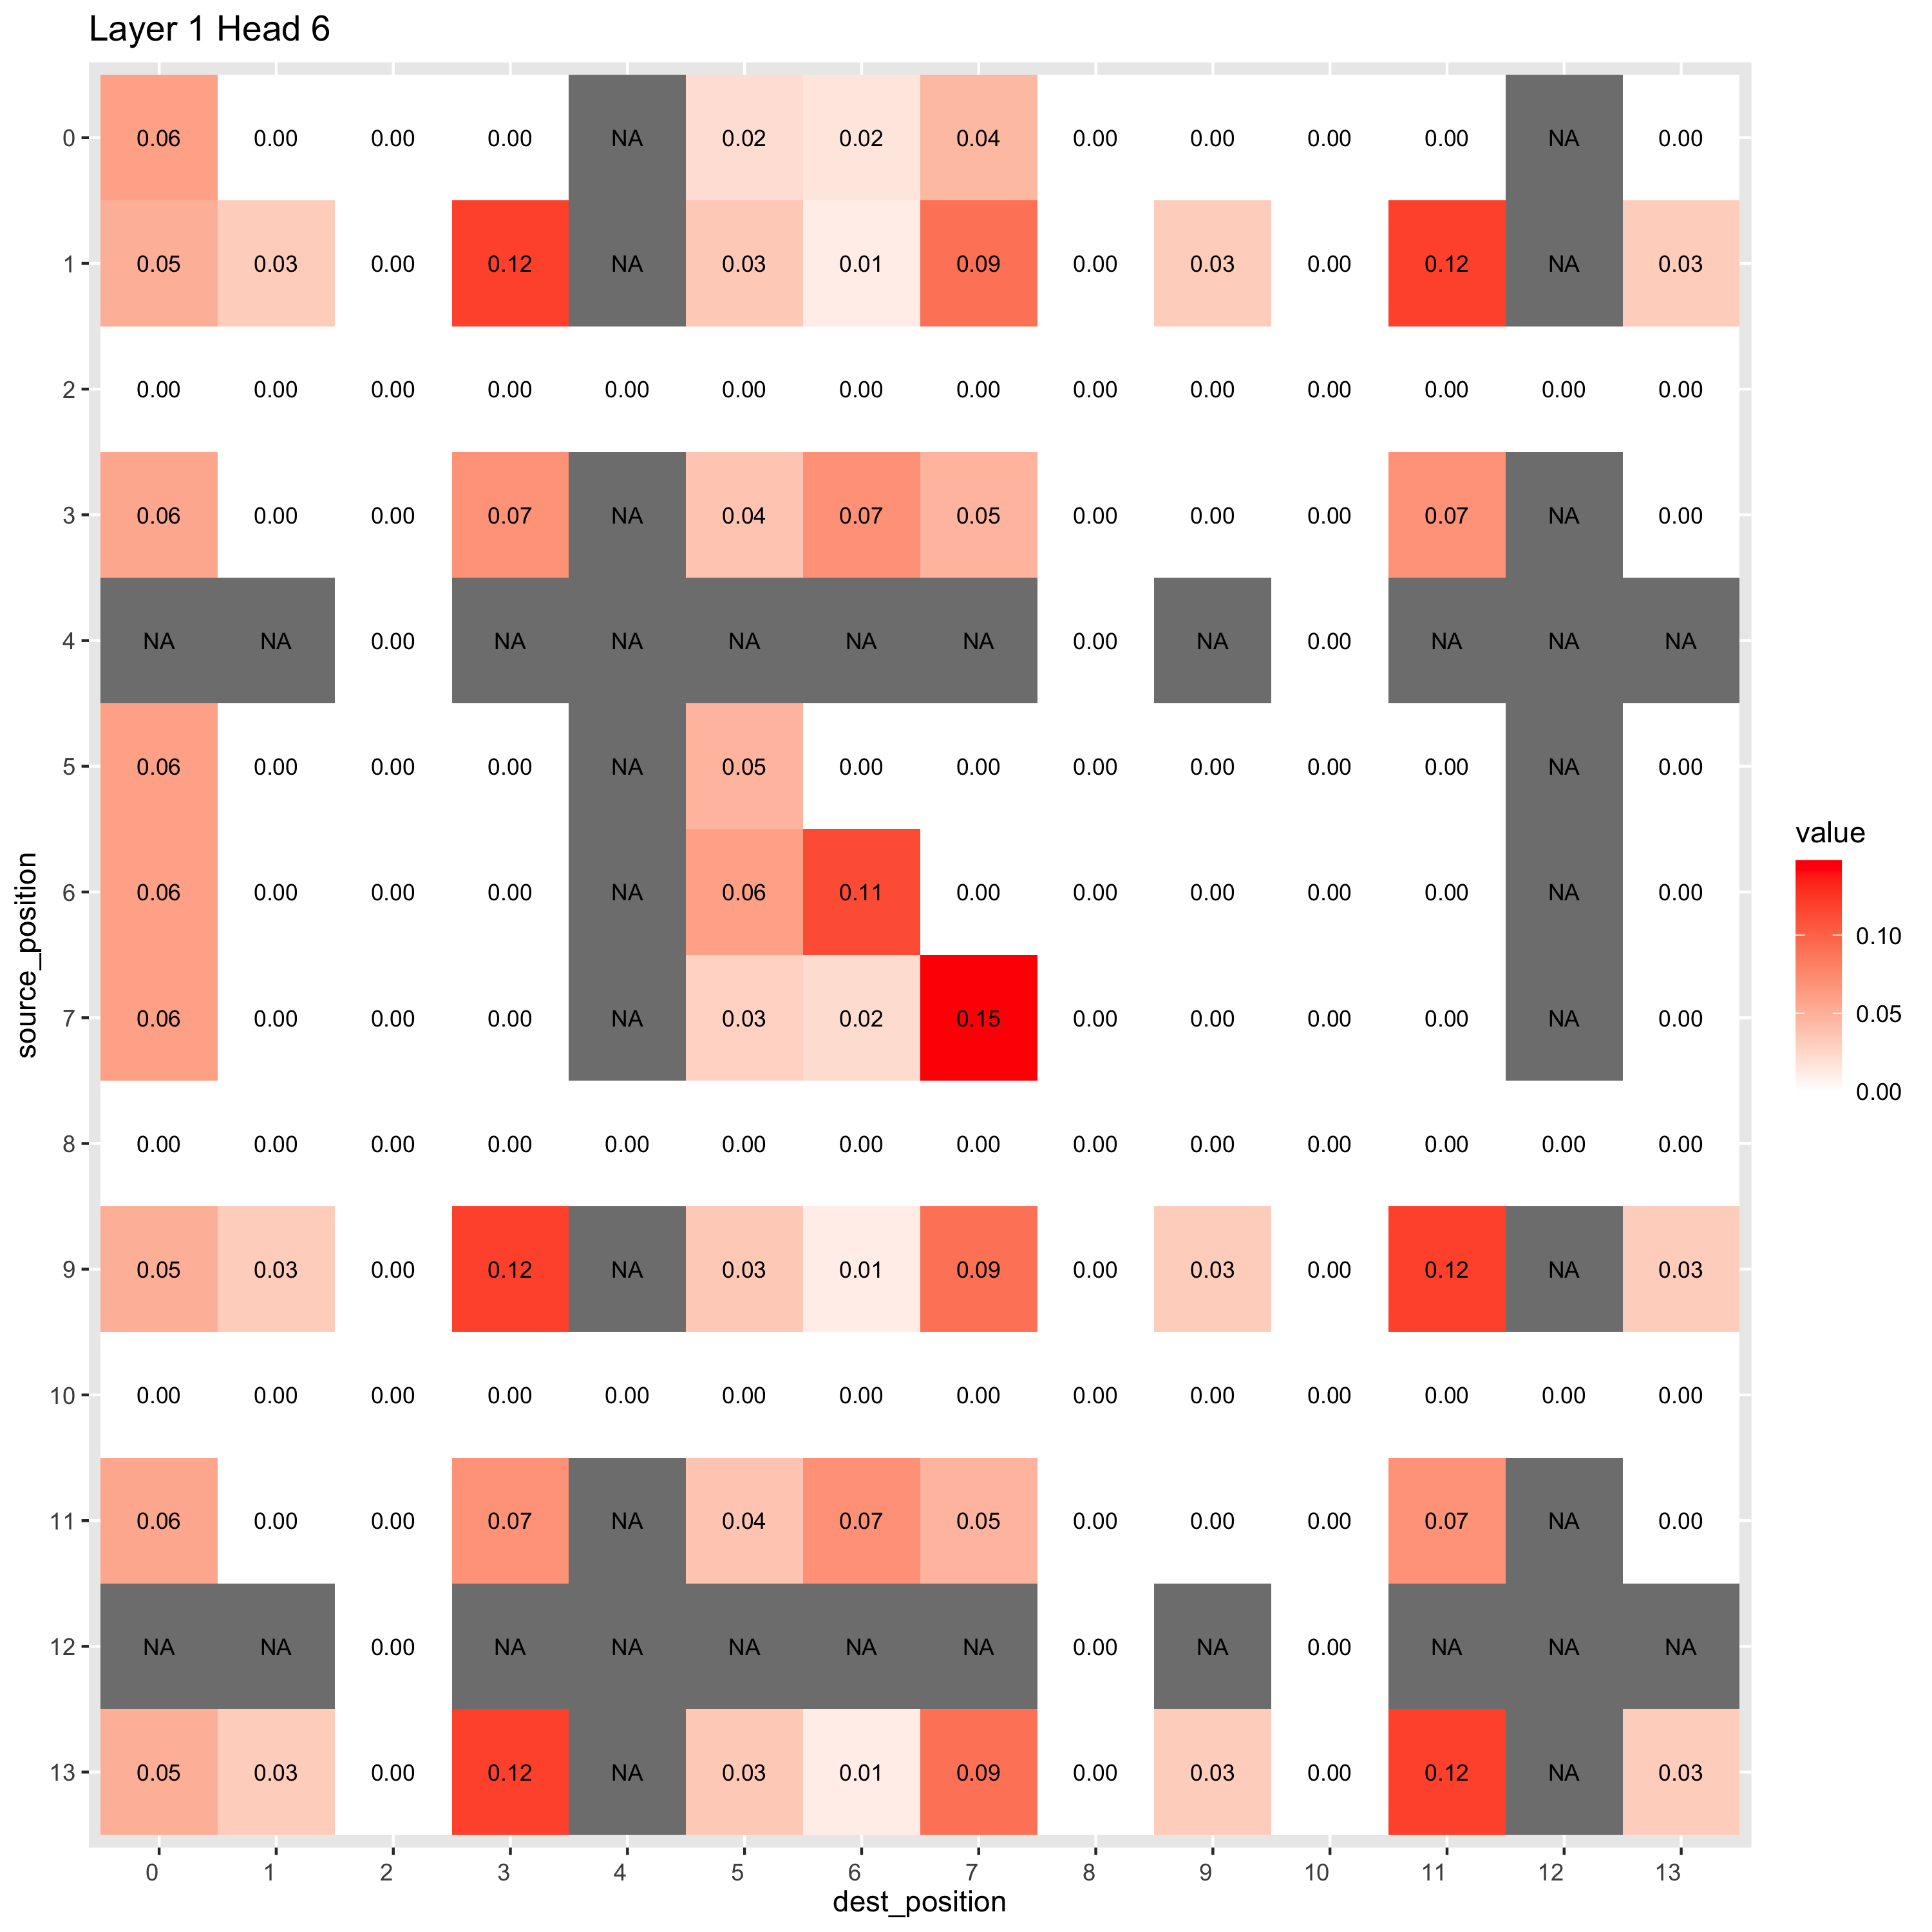 Layer 1 Head 6
0 0.06 0.00 0.00 0.00 NA 0.02 0.02 0.04 0.00 0.00 0.00 0.00 NA 0.00
1 0.05 0.03 0.00 0.12 NA 0.03 0.01 0.09 0.00 0.03 0.00 0.12 NA 0.03
2 0.00 0.00 0.00 0.00 0.00 0.00 0.00 0.00 0.00 0.00 0.00 0.00 0.00 0.00
3 0.06 0.00 0.00 0.07 NA 0.04 0.07 0.05 0.00 0.00 0.00 0.07 NA 0.00
4 NA NA 0.00 NA NA NA NA NA 0.00 NA 0.00 NA NA NA
5 0.06 0.00 0.00 0.00 NA 0.05 0.00 0.00 0.00 0.00 0.00 0.00 NA 0.00
6 0.06 0.00 0.00 0.00 NA 0.06 0.11 0.00 0.00 0.00 0.00 0.00 NA 0.00
7 0.06 0.00 0.00 0.00 NA 0.03 0.02 0.15 0.00 0.00 0.00 0.00 NA 0.00
8 0.00 0.00 0.00 0.00 0.00 0.00 0.00 0.00 0.00 0.00 0.00 0.00 0.00 0.00
9 0.05 0.03 0.00 0.12 NA 0.03 0.01 0.09 0.00 0.03 0.00 0.12 NA 0.03
10 0.00 0.00 0.00 0.00 0.00 0.00 0.00 0.00 0.00 0.00 0.00 0.00 0.00 0.00
11 0.06 0.00 0.00 0.07 NA 0.04 0.07 0.05 0.00 0.00 0.00 0.07 NA 0.00
12 NA NA 0.00 NA NA NA NA NA 0.00 NA 0.00 NA NA NA
13 0.05 0.03 0.00 0.12 NA 0.03 0.01 0.09 0.00 0.03 0.00 0.12 NA 0.03
0 1 2 3 4 5 6 7 8 9 10 11 12 13
dest_position
source_position
value
0.10
0.05
0.00